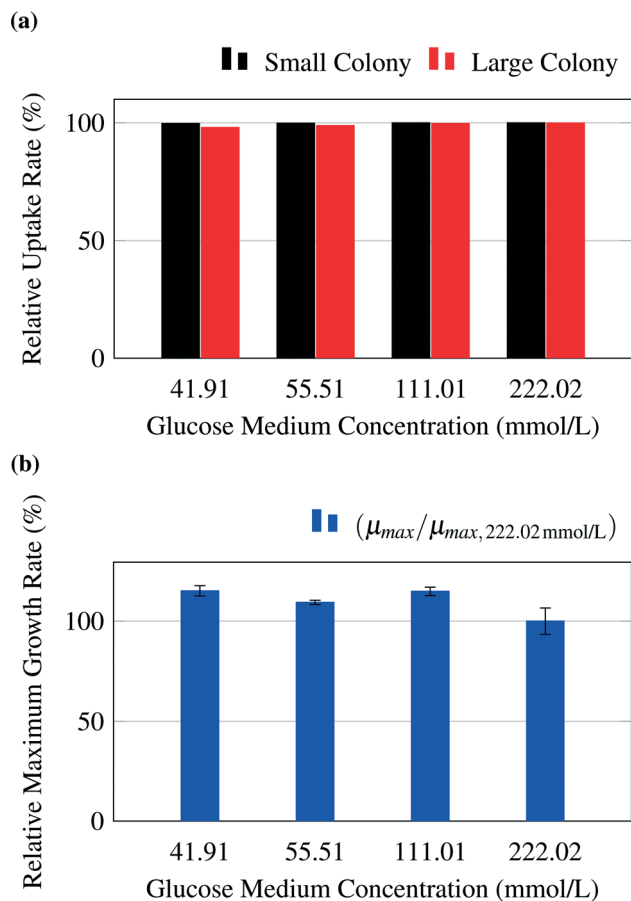 (a)
Small Colony Large Colony
Relative Uptake Rate (%)
100
50
0
41.91 55.51 111.01 222.02
Glucose Medium Concentration (mmol/L)
(b)
(μmax/μmax, 222.02 mmol/L)
Relative Maximum Growth Rate (%)
100
50
0
41.91 55.51 111.01 222.02
Glucose Medium Concentration (mmol/L)